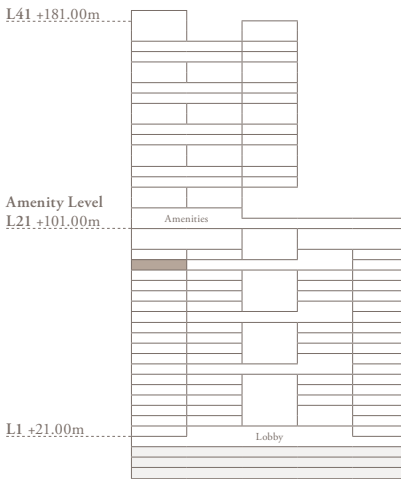 L41 +181.00m
Amenity Level
Amenities
L21 +101.00m
L1 +21.00m
Lobby